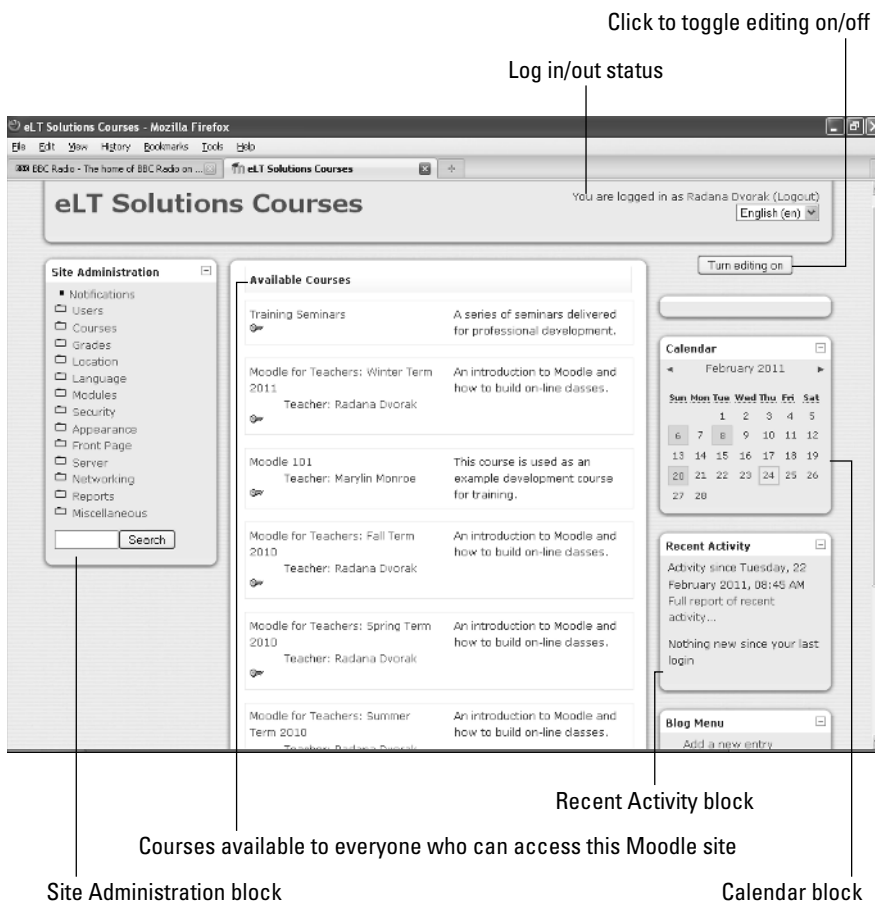 Click to toggle editing on/off
Log in/out status
eLT Solutions Courses - Mozilla Firefox
File Edit View History Bookmarks Tools Help
BBC Radio - The home of BBC Radio on ...
eLT Solutions Courses
eLT Solutions Courses
You are logged in as Radana Dvorak (Logout)
English (en)
Turn editing on
Site Administration
Notifications
Users
Courses
Grades
Location
Language
Modules
Security
Appearance
Front Page
Server
Networking
Reports
Miscellaneous
Search
Available Courses
Training Seminars
A series of seminars delivered
for professional development.
Moodle for Teachers: Winter Term
2011
Teacher: Radana Dvorak
An introduction to Moodle and
how to build on-line classes.
Moodle 101
Teacher: Marylin Monroe
This course is used as an
example development course
for training.
Moodle for Teachers: Fall Term
2010
Teacher: Radana Dvorak
An introduction to Moodle and
how to build on-line classes.
Moodle for Teachers: Spring Term
2010
Teacher: Radana Dvorak
An introduction to Moodle and
how to build on-line classes.
Moodle for Teachers: Summer
Term 2010
Teacher: Radana Dvorak
An introduction to Moodle and
how to build on-line classes.
Calendar
February 2011
Sun Mon Tue Wed Thu Fri Sat
1 2 3 4 5
6 7 8 9 10 11 12
13 14 15 16 17 18 19
20 21 22 23 24 25 26
27 28
Recent Activity
Activity since Tuesday, 22
February 2011, 08:45 AM
Full report of recent
activity...
Nothing new since your last
login
Blog Menu
Add a new entry
Recent Activity block
Courses available to everyone who can access this Moodle site
Site Administration block
Calendar block